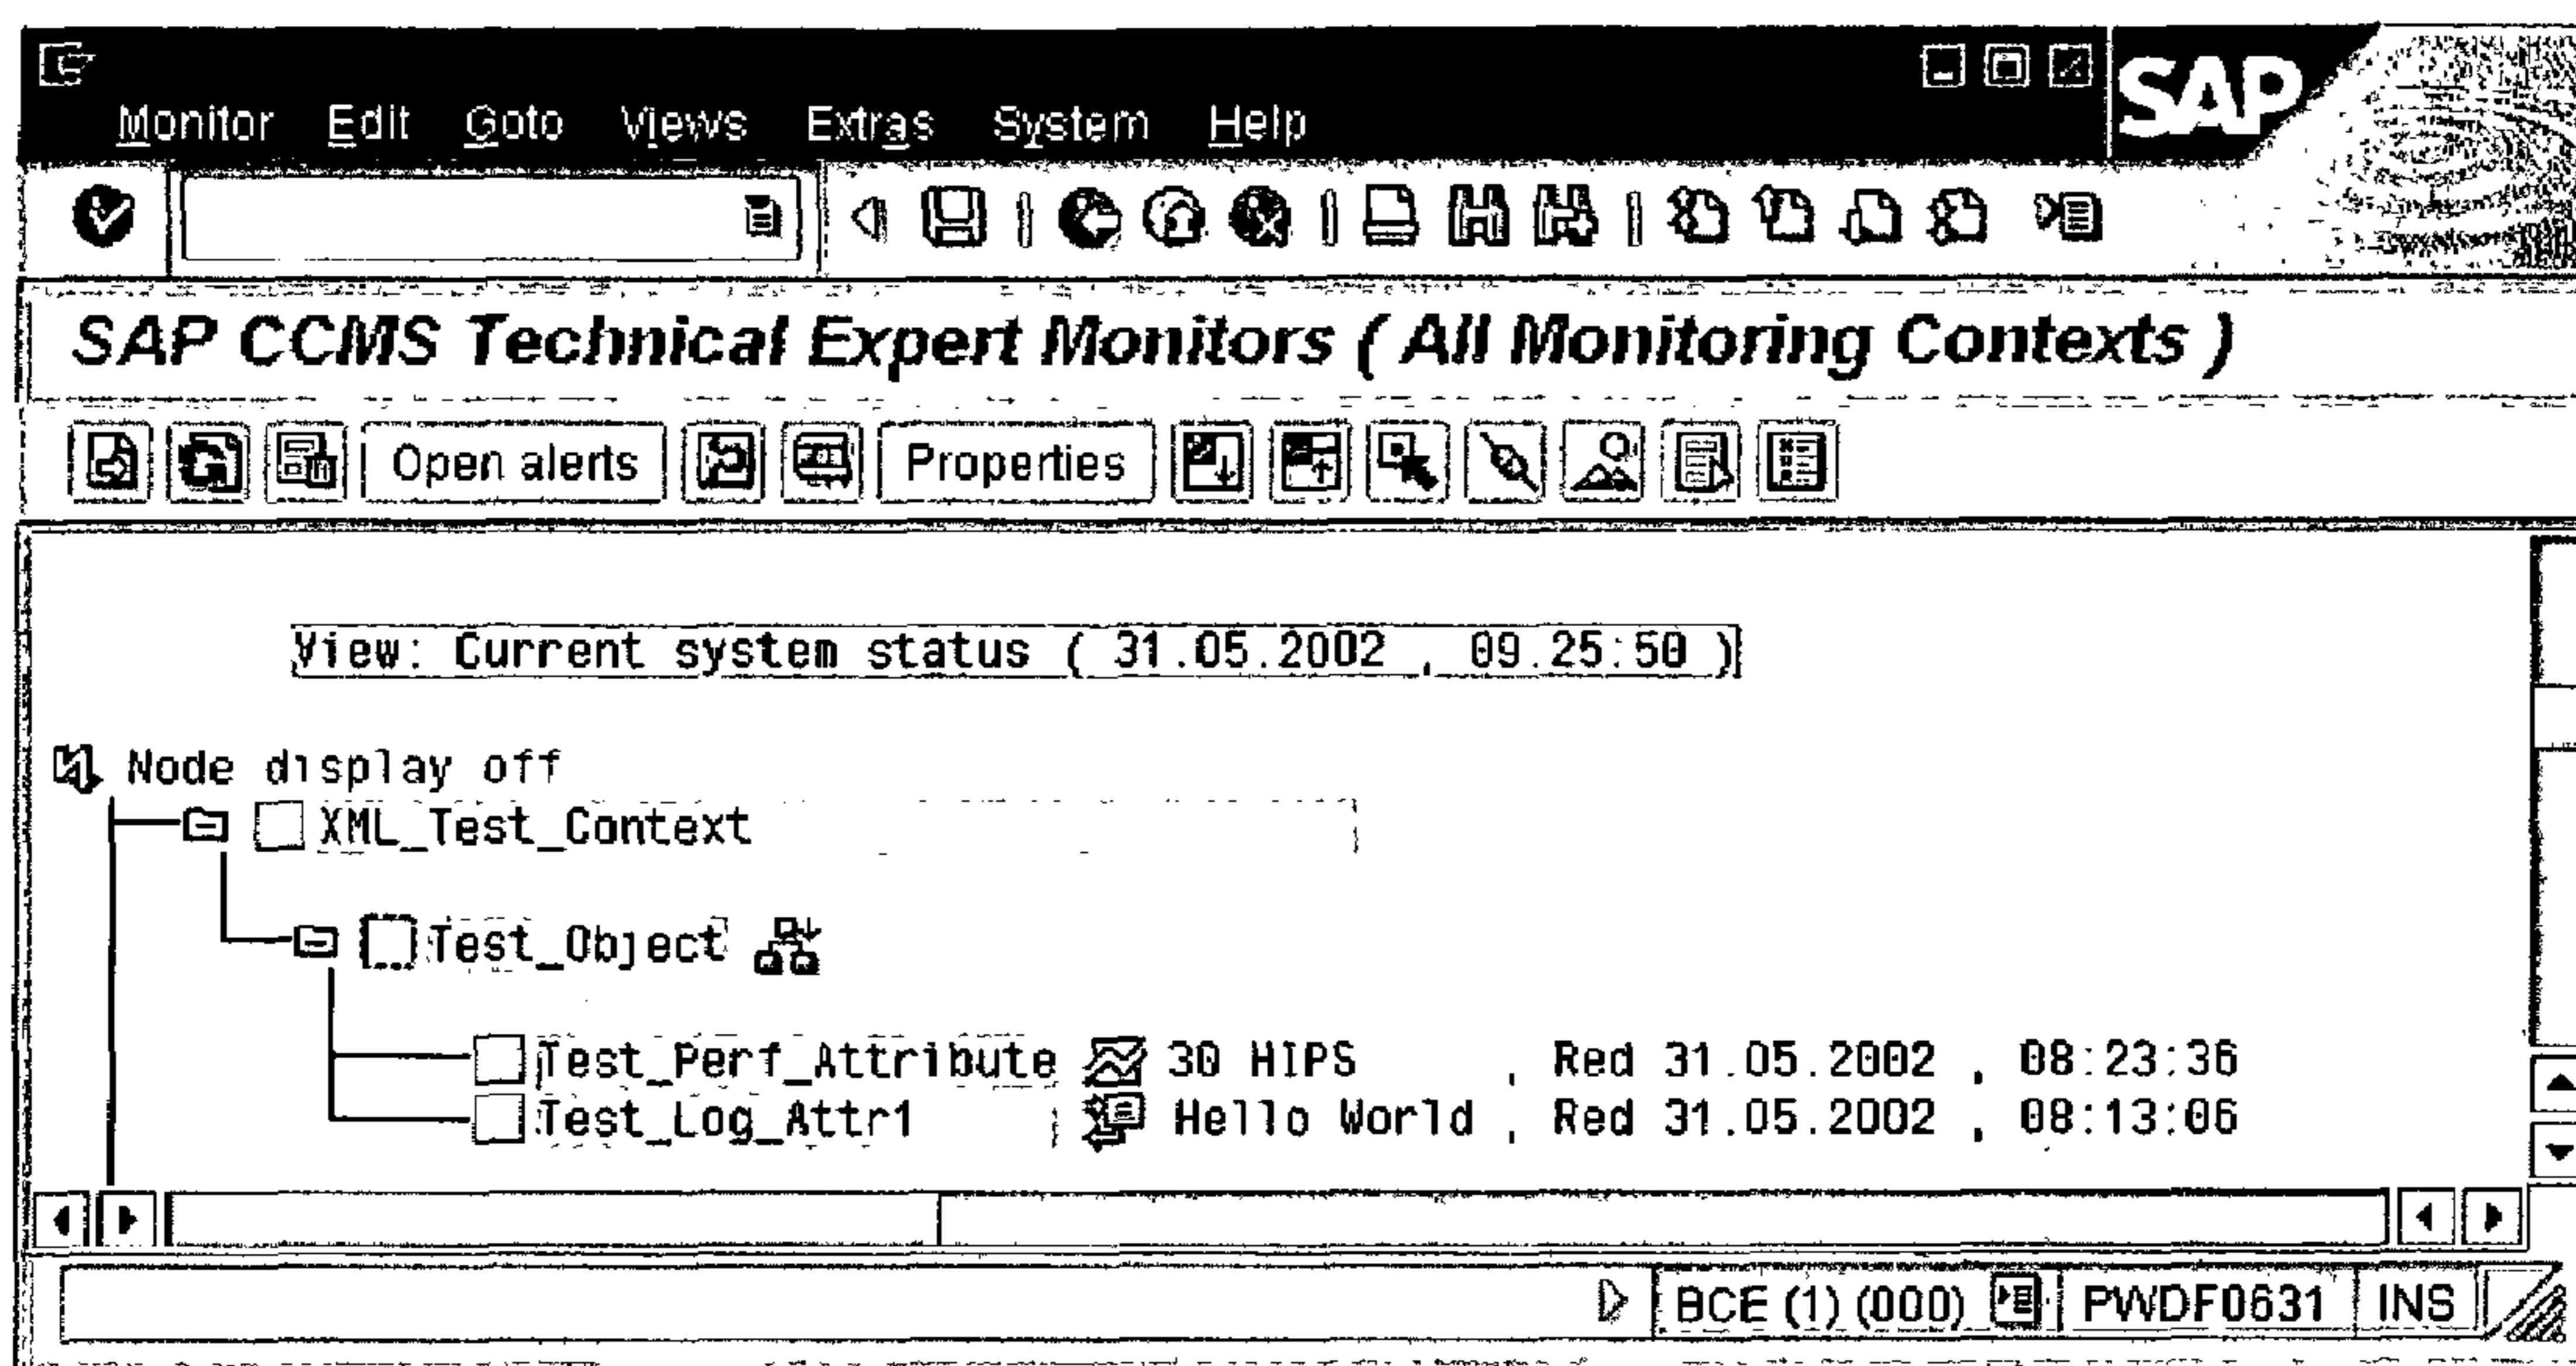 Monitor Edit Goto Views Extras System Help SAP
SAP CCMS Technical Expert Monitors ( All Monitoring Contexts )
Open alerts Properties
View: Current system status ( 31.05.2002 , 09.25:50 )
Node display off
XML_Test_Context
Test_Object
Test_Perf_Attribute 30 HIPS , Red 31.05.2002 , 08:23:36
Test_Log_Attr1 Hello World , Red 31.05.2002 , 08:13:06
BCE (1) (000) PWDF0631 INS